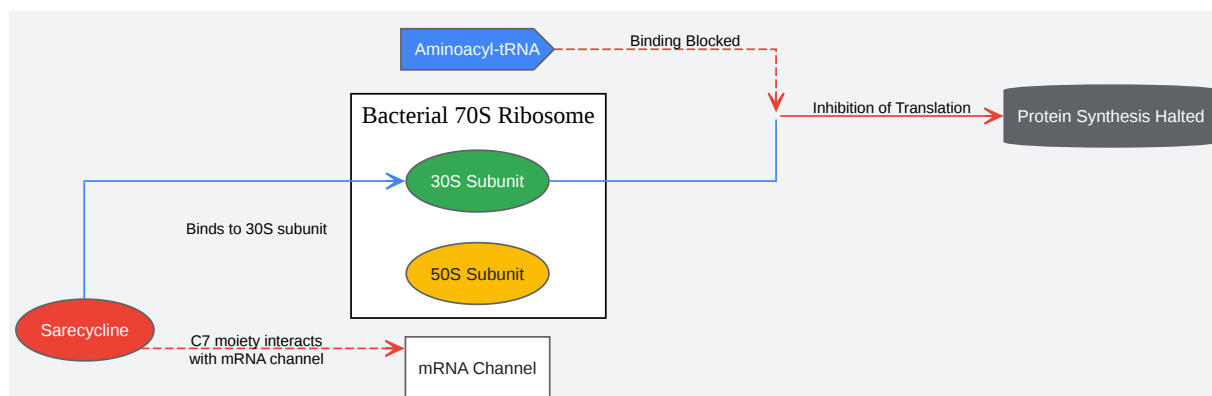 Aminoacyl-tRNA
Binding Blocked
Bacterial 70S Ribosome
Inhibition of Translation
Protein Synthesis Halted
30S Subunit
Binds to 30S subunit
50S Subunit
Sarecycline
C7 moiety interacts
with mRNA channel
mRNA Channel